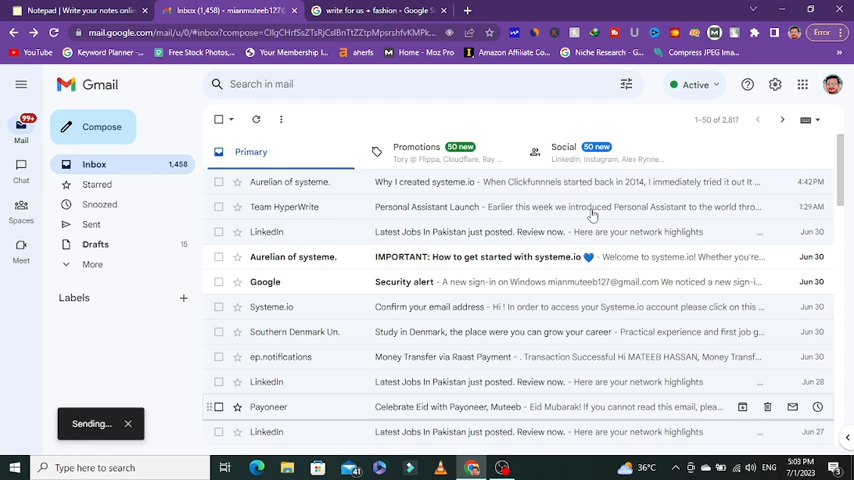 Notepad | Write your notes onlin
Inbox (1,458) - mianmuteeb127@
write for us + fashion - Google S
mail.google.com/mail/u/0/#inbox?compose=
Error
YouTube Keyword Planner -... Free Stock Photos,... Your Membership l... aherfs Home - Moz Pro Amazon Affiliate Co... Niche Research - G... Compress JPEG Ima...
Gmail
Search in mail
Active
99+
Mail
Chat
Spaces
Meet
Compose
Inbox 1,458
Starred
Snoozed
Sent
Drafts 15
More
Labels
1–50 of 2,817
Primary
Promotions 50 new
Tory @ Flippa, Cloudflare, Ray ...
Social 50 new
LinkedIn, Instagram, Alex Rynne...
Aurelian of systeme. Why I created systeme.io - When Clickfunnnels started back in 2014, I immediately tried it out It ... 4:42 PM
Team HyperWrite Personal Assistant Launch - Earlier this week we introduced Personal Assistant to the world thro... 1:29 AM
LinkedIn Latest Jobs In Pakistan just posted. Review now. - Here are your network highlights ... Jun 30
Aurelian of systeme. IMPORTANT: How to get started with systeme.io 💙 - Welcome to systeme.io! Whether you're... Jun 30
Google Security alert - A new sign-in on Windows mianmuteeb127@gmail.com We noticed a new sign-i... Jun 30
Systeme.io Confirm your email address - Hi ! In order to access your Systeme.io account please click on this ... Jun 30
Southern Denmark Un. Study in Denmark, the place were you can grow your career - Practical experience and first job g... Jun 30
ep.notifications Money Transfer via Raast Payment - . Transaction Successful Hi MATEEB HASSAN, Money Transf... Jun 30
LinkedIn Latest Jobs In Pakistan just posted. Review now. - Here are your network highlights ... Jun 28
Payoneer Celebrate Eid with Payoneer, Muteeb - Eid Mubarak! If you cannot read this email, plea...
LinkedIn Latest Jobs In Pakistan just posted. Review now. - Here are your network highlights ... Jun 27
Sending...
Type here to search
41
36°C
ENG
5:03 PM
7/1/2023
3